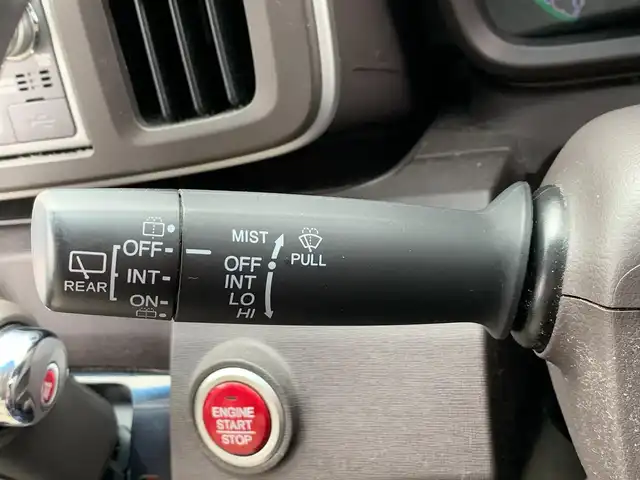 OFF
INT
ON
REAR
MIST
OFF
INT
LO
HI
PULL
ENGINE
START
STOP